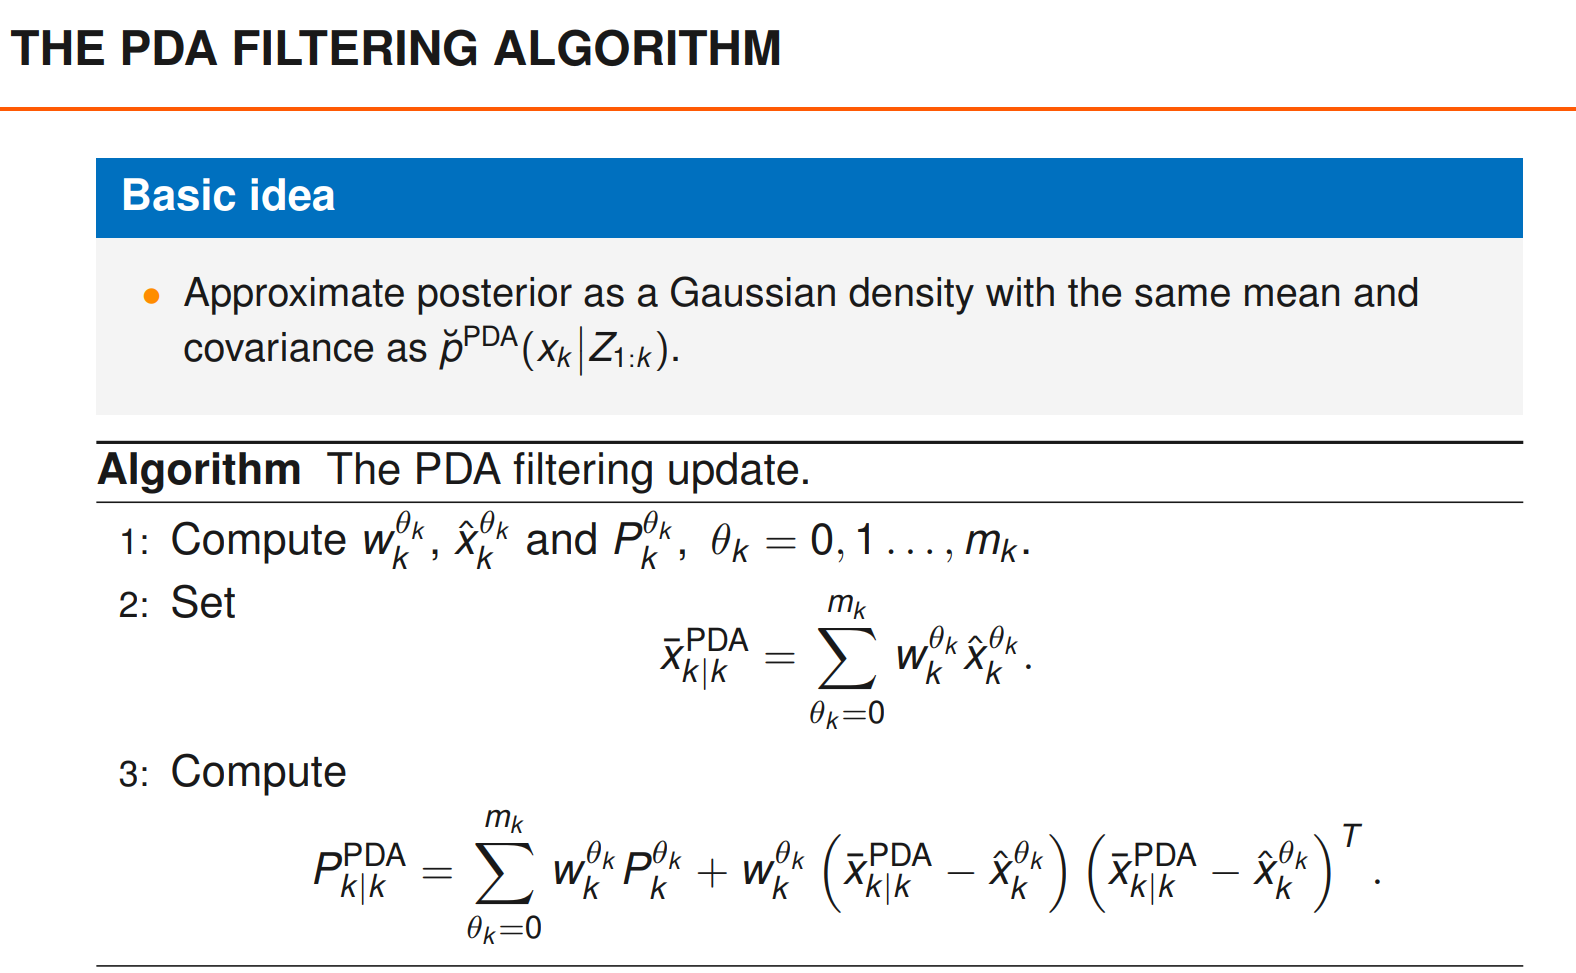 THE PDA FILTERING ALGORITHM
Basic idea
• Approximate posterior as a Gaussian density with the same mean and
covariance as $\breve{p}^{\text{PDA}}(x_k|Z_{1:k})$.
Algorithm The PDA filtering update.
1: Compute $w_k^{\theta_k}$, $\hat{x}_k^{\theta_k}$ and $P_k^{\theta_k}$, $\theta_k = 0, 1 \ldots, m_k$.
2: Set
$\bar{x}_{k|k}^{\text{PDA}} = \sum_{\theta_k=0}^{m_k} w_k^{\theta_k} \hat{x}_k^{\theta_k}.$
3: Compute
$P_{k|k}^{\text{PDA}} = \sum_{\theta_k=0}^{m_k} w_k^{\theta_k} P_k^{\theta_k} + w_k^{\theta_k} \left( \bar{x}_{k|k}^{\text{PDA}} - \hat{x}_k^{\theta_k} \right) \left( \bar{x}_{k|k}^{\text{PDA}} - \hat{x}_k^{\theta_k} \right)^T.$